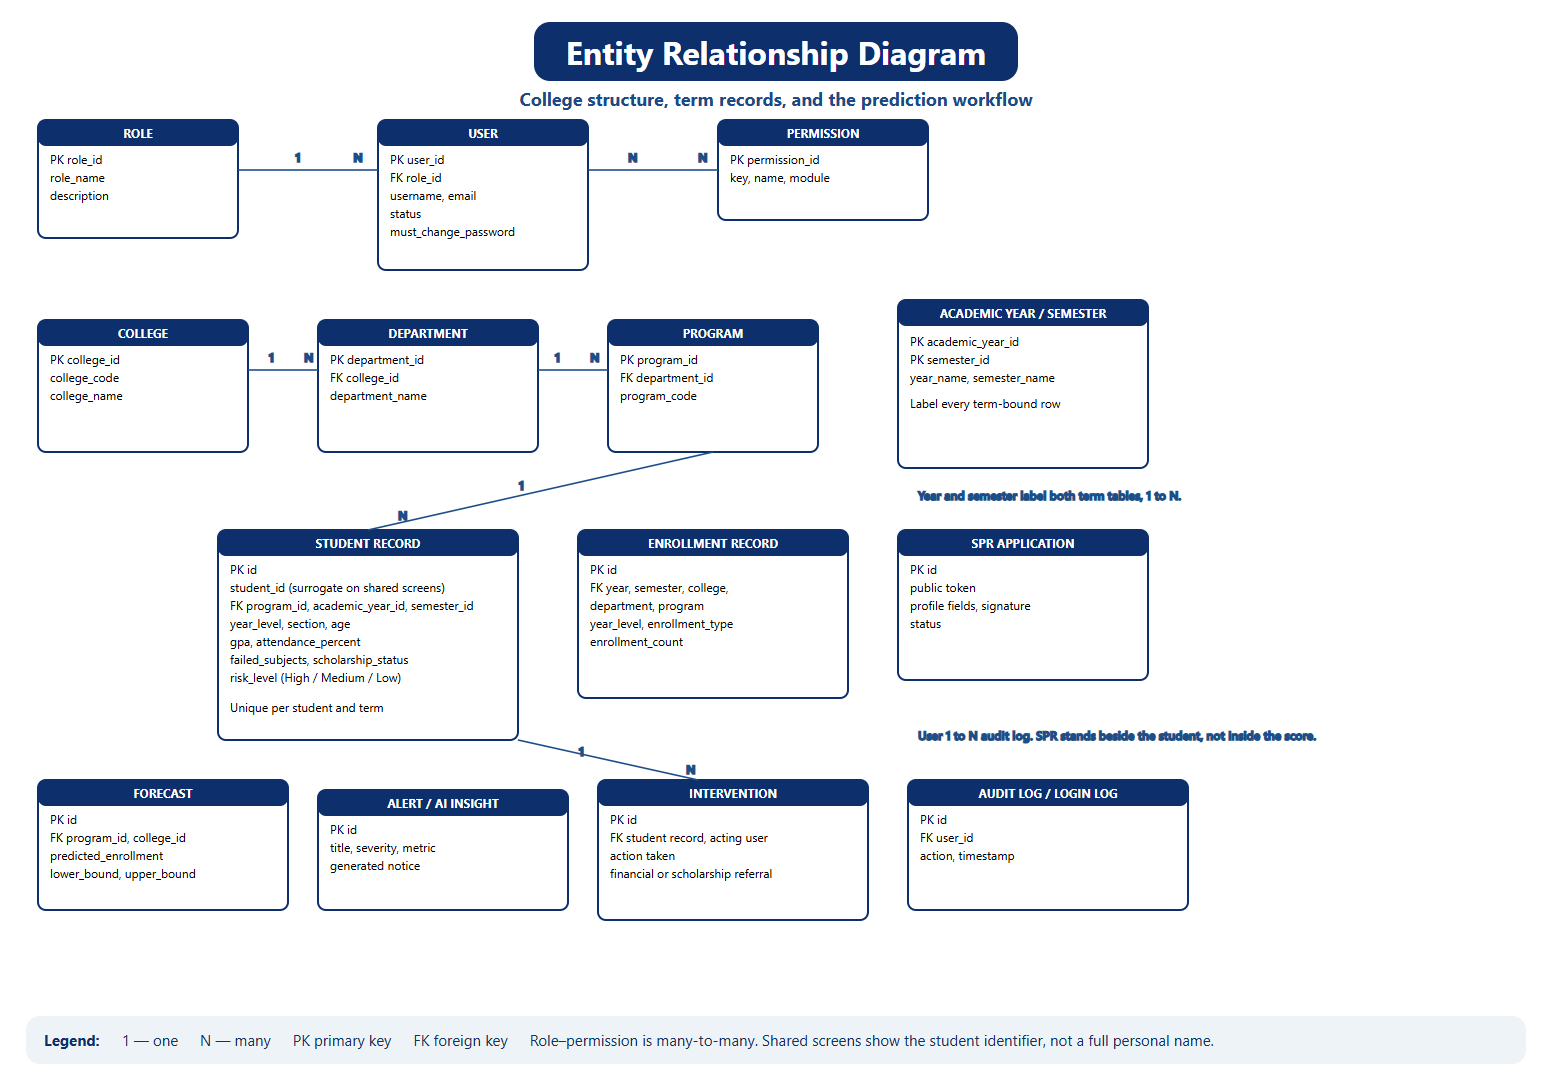 Entity Relationship Diagram
College structure, term records, and the prediction workflow
ROLE
PK role_id
role_name
description
1
N
USER
PK user_id
FK role_id
username, email
status
must_change_password
N
N
PERMISSION
PK permission_id
key, name, module
COLLEGE
PK college_id
college_code
college_name
1
N
DEPARTMENT
PK department_id
FK college_id
department_name
1
N
PROGRAM
PK program_id
FK department_id
program_code
ACADEMIC YEAR / SEMESTER
PK academic_year_id
PK semester_id
year_name, semester_name
Label every term-bound row
1
N
Year and semester label both term tables, 1 to N.
STUDENT RECORD
PK id
student_id (surrogate on shared screens)
FK program_id, academic_year_id, semester_id
year_level, section, age
gpa, attendance_percent
failed_subjects, scholarship_status
risk_level (High / Medium / Low)
Unique per student and term
ENROLLMENT RECORD
PK id
FK year, semester, college,
department, program
year_level, enrollment_type
enrollment_count
SPR APPLICATION
PK id
public token
profile fields, signature
status
1
N
User 1 to N audit log. SPR stands beside the student, not inside the score.
FORECAST
PK id
FK program_id, college_id
predicted_enrollment
lower_bound, upper_bound
ALERT / AI INSIGHT
PK id
title, severity, metric
generated notice
INTERVENTION
PK id
FK student record, acting user
action taken
financial or scholarship referral
AUDIT LOG / LOGIN LOG
PK id
FK user_id
action, timestamp
Legend: 1 — one N — many PK primary key FK foreign key Role–permission is many-to-many. Shared screens show the student identifier, not a full personal name.